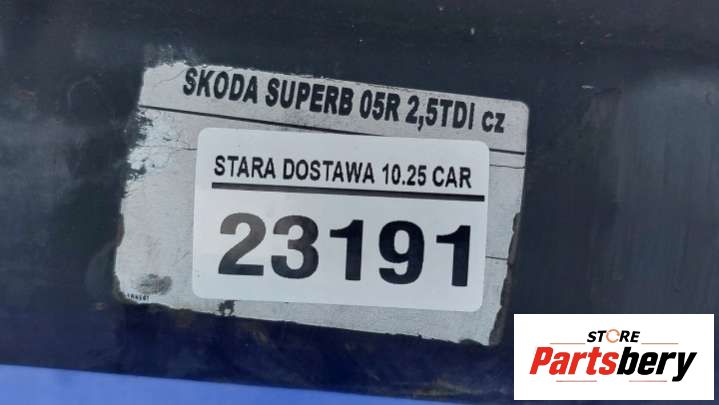 SKODA SUPERB 05R 2,5TDI cz
STARA DOSTAWA 10.25 CAR
23191
STORE
Partsbery